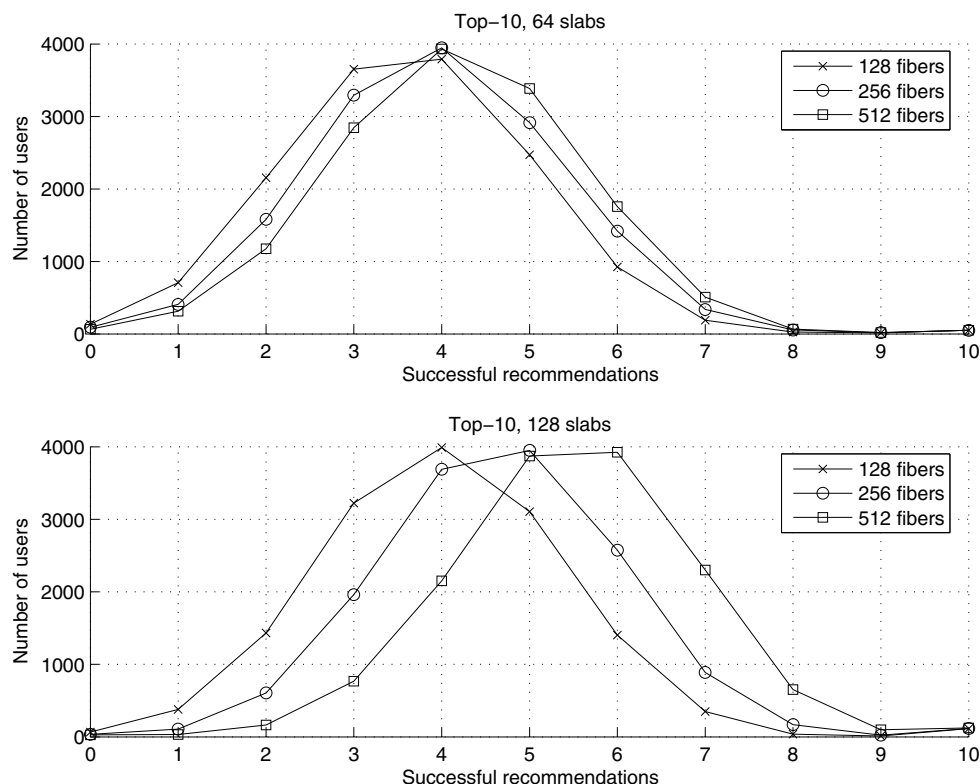 Top−10, 64 slabs
4000
3000
2000
1000
0
Number of users
128 fibers
256 fibers
512 fibers
0 1 2 3 4 5 6 7 8 9 10
Successful recommendations
Top−10, 128 slabs
4000
3000
2000
1000
0
Number of users
128 fibers
256 fibers
512 fibers
0 1 2 3 4 5 6 7 8 9 10
Successful recommendations